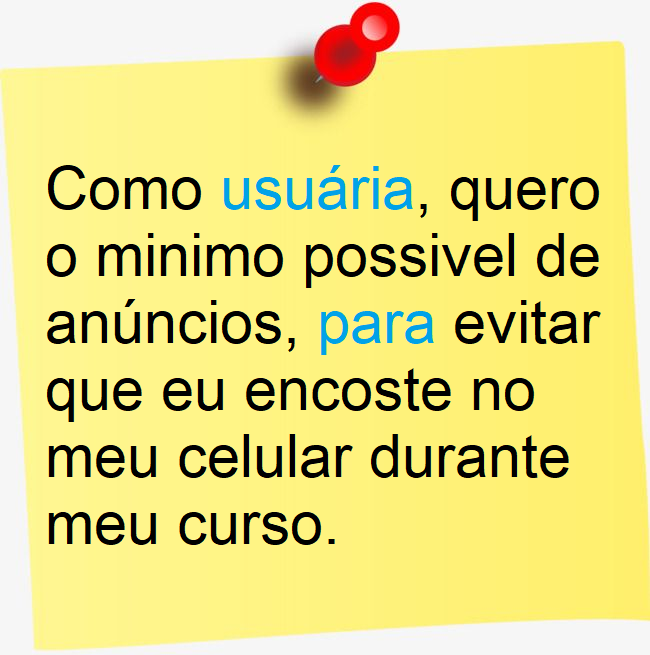 Como usuária, quero
o minimo possivel de
anúncios, para evitar
que eu encoste no
meu celular durante
meu curso.